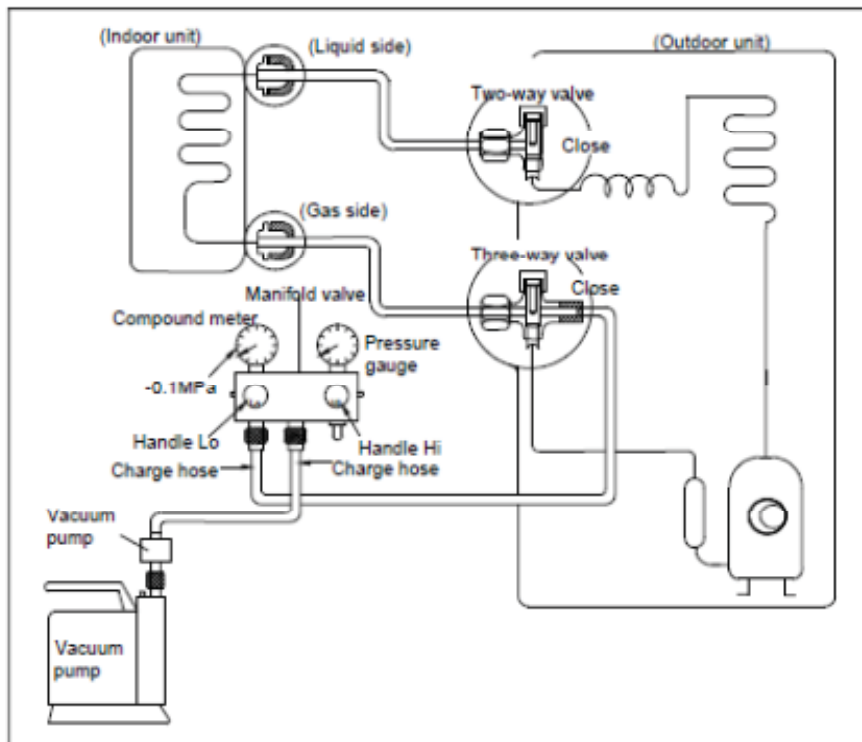 (Indoor unit)
(Liquid side)
(Outdoor unit)
Two-way valve
Close
(Gas side)
Three-way valve
Close
Manifold valve
Compound meter
Pressure
gauge
-0.1MPa
Handle Lo
Handle Hi
Charge hose
Charge hose
Vacuum
pump
Vacuum
pump